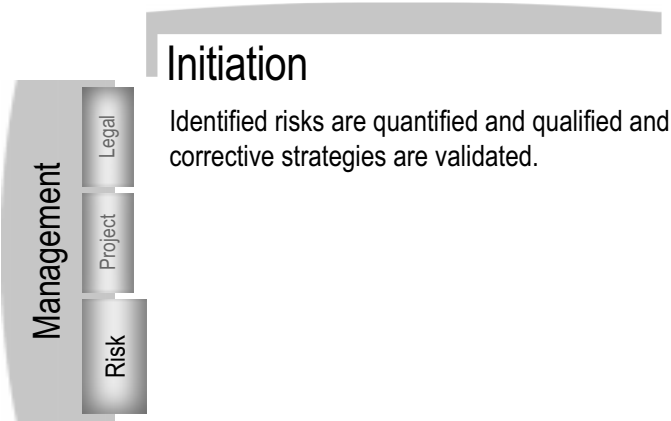 Initiation
Identified risks are quantified and qualified and
corrective strategies are validated.
Management
Legal
Project
Risk